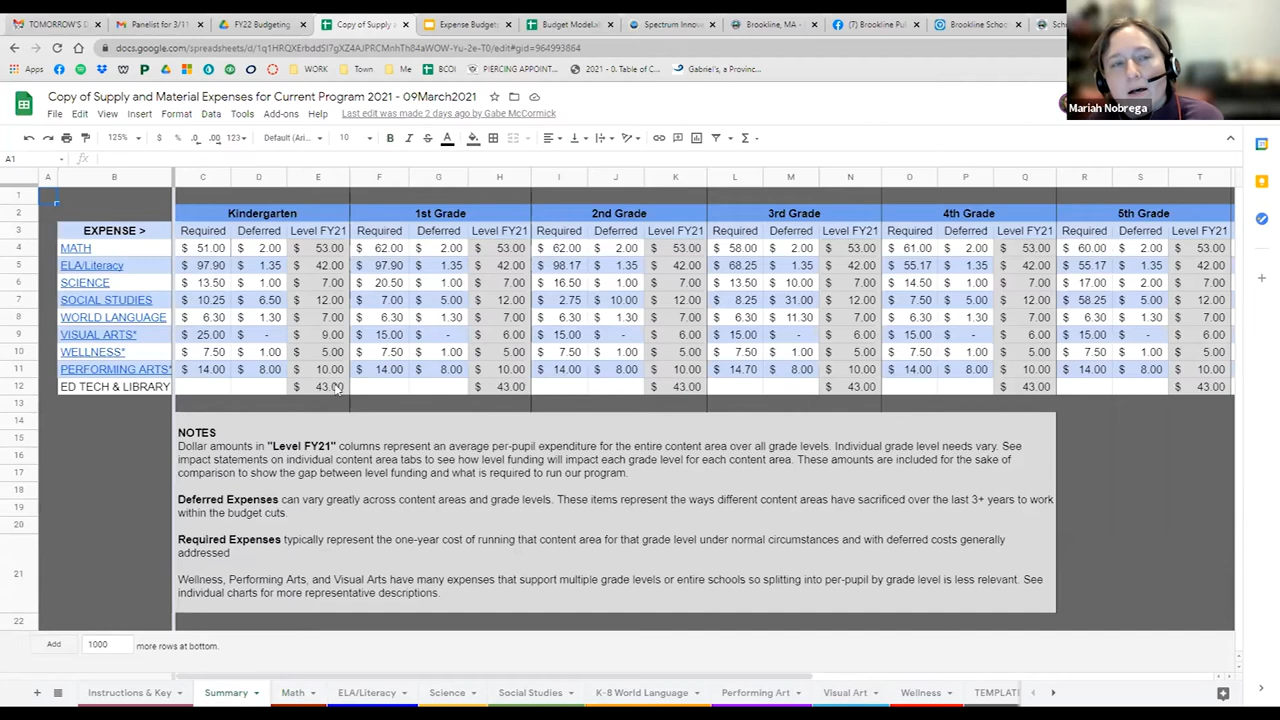 TOMORROW'S D
Panelist for 3/11
FY22 Budgeting
Copy of Supply a
Expense Budget
Budget Model.xl
Spectrum Innov
Brookline, MA -
(7) Brookline Pu
Brookline Schoo
Scho
docs.google.com/spreadsheets/d/1q1HRQXErbddSI7gXZ4AJPRCMnhTh84aWOW-Yu-2e-T0/edit#gid=964993864
Apps
WORK
Town
Me
BCOI
PIERCING APPOINT...
2021 - 0. Table of C...
Gabriel's, a Provinc...
Mariah Nobrega
Copy of Supply and Material Expenses for Current Program 2021 - 09March2021
File Edit View Insert Format Data Tools Add-ons Help Last edit was made 2 days ago by Gabe McCormick
125% $ % .0 .00 123 Default (Ari... 10 B I S A
A1 fx
A B C D E F G H I J K L M N O P Q R S T
1
2 Kindergarten 1st Grade 2nd Grade 3rd Grade 4th Grade 5th Grade
3 EXPENSE > Required Deferred Level FY21 Required Deferred Level FY21 Required Deferred Level FY21 Required Deferred Level FY21 Required Deferred Level FY21 Required Deferred Level FY21
4 MATH $ 51.00 $ 2.00 $ 53.00 $ 62.00 $ 2.00 $ 53.00 $ 62.00 $ 2.00 $ 53.00 $ 58.00 $ 2.00 $ 53.00 $ 61.00 $ 2.00 $ 53.00 $ 60.00 $ 2.00 $ 53.00
5 ELA/Literacy $ 97.90 $ 1.35 $ 42.00 $ 97.90 $ 1.35 $ 42.00 $ 98.17 $ 1.35 $ 42.00 $ 68.25 $ 1.35 $ 42.00 $ 55.17 $ 1.35 $ 42.00 $ 55.17 $ 1.35 $ 42.00
6 SCIENCE $ 13.50 $ 1.00 $ 7.00 $ 20.50 $ 1.00 $ 7.00 $ 16.50 $ 1.00 $ 7.00 $ 13.50 $ 10.00 $ 7.00 $ 14.50 $ 1.00 $ 7.00 $ 17.00 $ 2.00 $ 7.00
7 SOCIAL STUDIES $ 10.25 $ 6.50 $ 12.00 $ 7.00 $ 5.00 $ 12.00 $ 2.75 $ 10.00 $ 12.00 $ 8.25 $ 31.00 $ 12.00 $ 7.50 $ 5.00 $ 12.00 $ 58.25 $ 5.00 $ 12.00
8 WORLD LANGUAGE $ 6.30 $ 1.30 $ 7.00 $ 6.30 $ 1.30 $ 7.00 $ 6.30 $ 1.30 $ 7.00 $ 6.30 $ 11.30 $ 7.00 $ 6.30 $ 1.30 $ 7.00 $ 6.30 $ 1.30 $ 7.00
9 VISUAL ARTS* $ 25.00 $ - $ 9.00 $ 15.00 $ - $ 6.00 $ 15.00 $ - $ 6.00 $ 15.00 $ - $ 6.00 $ 15.00 $ - $ 6.00 $ 15.00 $ - $ 6.00
10 WELLNESS* $ 7.50 $ 1.00 $ 5.00 $ 7.50 $ 1.00 $ 5.00 $ 7.50 $ 1.00 $ 5.00 $ 7.50 $ 1.00 $ 5.00 $ 7.50 $ 1.00 $ 5.00 $ 7.50 $ 1.00 $ 5.00
11 PERFORMING ARTS* $ 14.00 $ 8.00 $ 10.00 $ 14.00 $ 8.00 $ 10.00 $ 14.00 $ 8.00 $ 10.00 $ 14.70 $ 8.00 $ 10.00 $ 14.00 $ 8.00 $ 10.00 $ 14.00 $ 8.00 $ 10.00
12 ED TECH & LIBRARY $ 43.00 $ 43.00 $ 43.00 $ 43.00 $ 43.00 $ 43.00
13
14 NOTES
15 Dollar amounts in "Level FY21" columns represent an average per-pupil expenditure for the entire content area over all grade levels. Individual grade level needs vary. See
16 impact statements on individual content area tabs to see how level funding will impact each grade level for each content area. These amounts are included for the sake of
17 comparison to show the gap between level funding and what is required to run our program.
18 Deferred Expenses can vary greatly across content areas and grade levels. These items represent the ways different content areas have sacrificed over the last 3+ years to work
19 within the budget cuts.
20 Required Expenses typically represent the one-year cost of running that content area for that grade level under normal circumstances and with deferred costs generally
addressed
21 Wellness, Performing Arts, and Visual Arts have many expenses that support multiple grade levels or entire schools so splitting into per-pupil by grade level is less relevant. See
individual charts for more representative descriptions.
22
Add 1000 more rows at bottom.
Instructions & Key Summary Math ELA/Literacy Science Social Studies K-8 World Language Performing Art Visual Art Wellness TEMPLATE